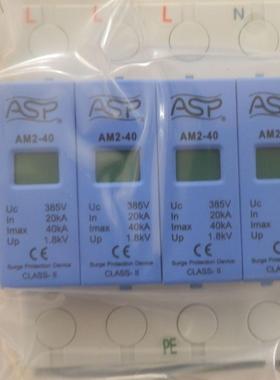 L L L N
ASP ® ASP ® ASP ® AS
AM2-40 AM2-40 AM2-40 AM
Uc 385V Uc 385V Uc 385V Uc
In 20kA In 20kA In 20kA In
Imax 40kA Imax 40kA Imax 40kA Imax
Up 1.8kV Up 1.8kV Up 1.8kV Up
CE CE CE
Surge Protection Device Surge Protection Device Surge Protection Device
CLASS- II CLASS- II CLASS- II
PE